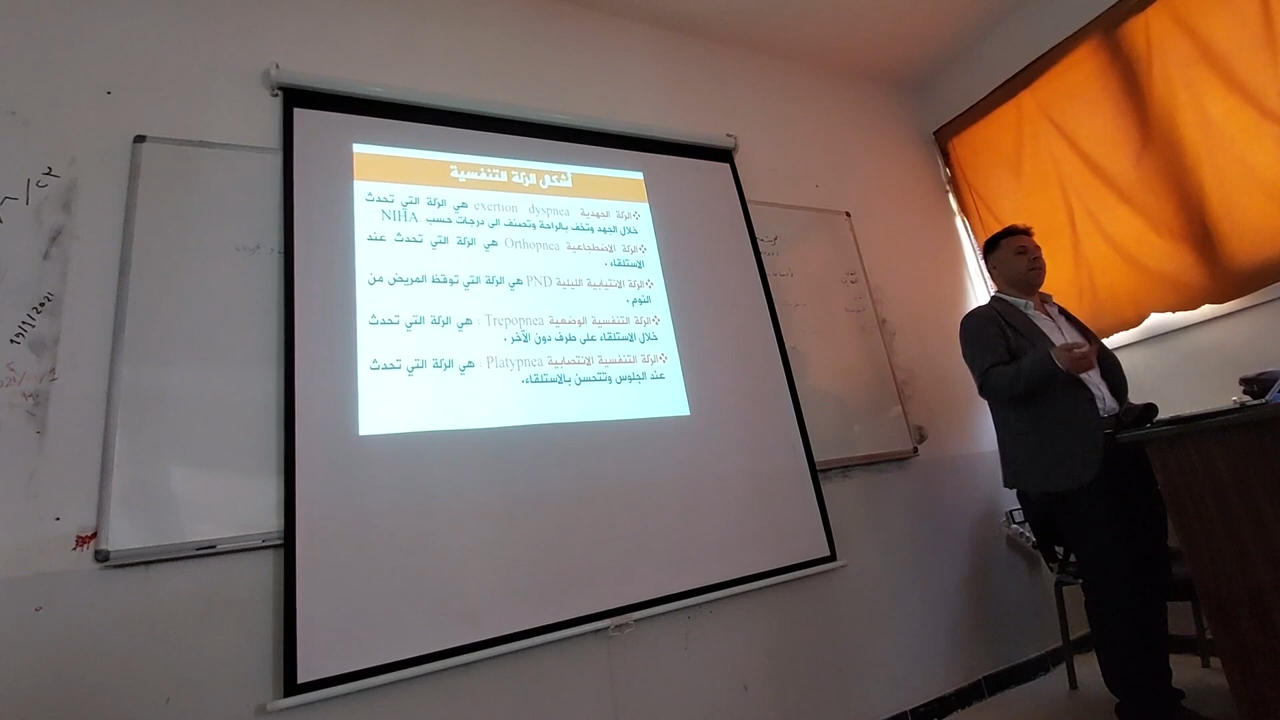 أشكال الزلة التنفسية
❖الزلة الجهدية exertion dyspnea هي الزلة التي تحدث
خلال الجهد وتخف بالراحة وتصنف الى درجات حسب NIHA.
❖الزلة الاضطجاعية Orthopnea هي الزلة التي تحدث عند
الاستلقاء .
❖الزلة الانتيابية الليلية PND هي الزلة التي توقظ المريض من
النوم .
❖الزلة التنفسية الوضعية Trepopnea : هي الزلة التي تحدث
خلال الاستلقاء على طرف دون الآخر .
❖الزلة التنفسية الانتصابية Platypnea : هي الزلة التي تحدث
عند الجلوس وتتحسن بالاستلقاء.
19/1/2021